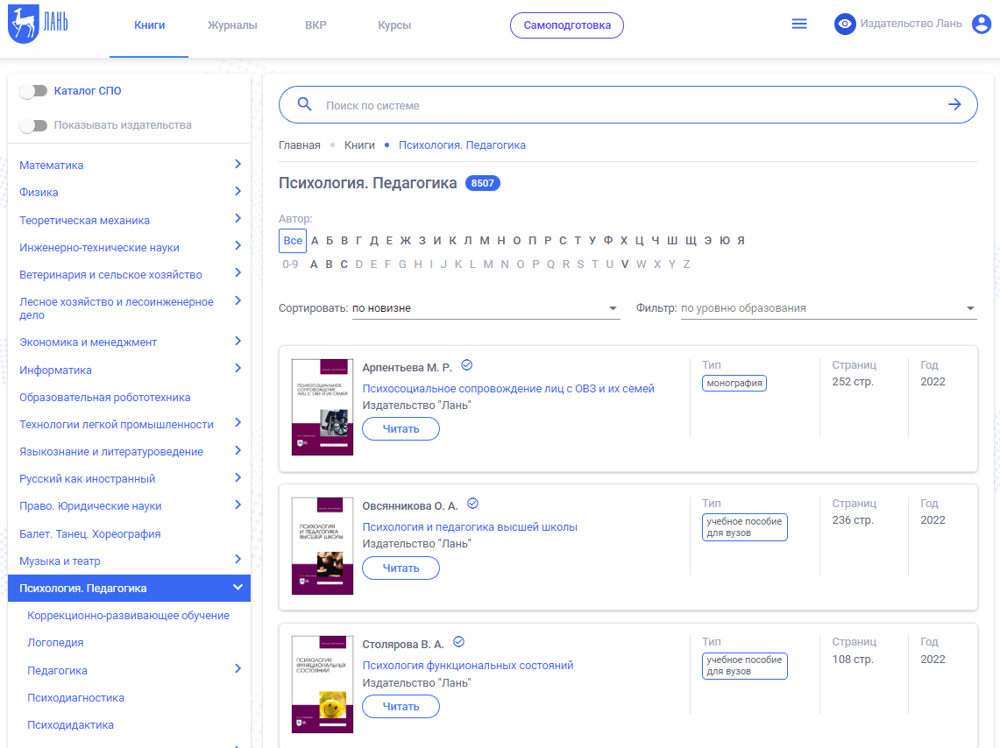 ЛАНЬ
Книги
Журналы
ВКР
Курсы
Самоподготовка
Издательство Лань
Каталог СПО
Показывать издательства
Математика
Физика
Теоретическая механика
Инженерно-технические науки
Ветеринария и сельское хозяйство
Лесное хозяйство и лесоинженерное
дело
Экономика и менеджмент
Информатика
Образовательная робототехника
Технологии легкой промышленности
Языкознание и литературоведение
Русский как иностранный
Право. Юридические науки
Балет. Танец. Хореография
Музыка и театр
Психология. Педагогика
Коррекционно-развивающее обучение
Логопедия
Педагогика
Психодиагностика
Психодидактика
Поиск по системе
Главная • Книги • Психология. Педагогика
Психология. Педагогика 8507
Автор:
Все А Б В Г Д Е Ж З И К Л М Н О П Р С Т У Ф Х Ц Ч Ш Щ Э Ю Я
0-9 A B C D E F G H I J K L M N O P Q R S T U V W X Y Z
Сортировать: по новизне
Фильтр: по уровню образования
ПСИХОСОЦИАЛЬНОЕ
СОПРОВОЖДЕНИЕ
ЛИЦ С ОВЗ И ИХ СЕМЕЙ
Арпентьева М. Р.
Психосоциальное сопровождение лиц с ОВЗ и их семей
Издательство "Лань"
Читать
Тип
монография
Страниц
252 стр.
Год
2022
ПСИХОЛОГИЯ
И ПЕДАГОГИКА
ВЫСШЕЙ ШКОЛЫ
Овсянникова О. А.
Психология и педагогика высшей школы
Издательство "Лань"
Читать
Тип
учебное пособие
для вузов
Страниц
236 стр.
Год
2022
ПСИХОЛОГИЯ
ФУНКЦИОНАЛЬНЫХ
СОСТОЯНИЙ
Столярова В. А.
Психология функциональных состояний
Издательство "Лань"
Читать
Тип
учебное пособие
для вузов
Страниц
108 стр.
Год
2022